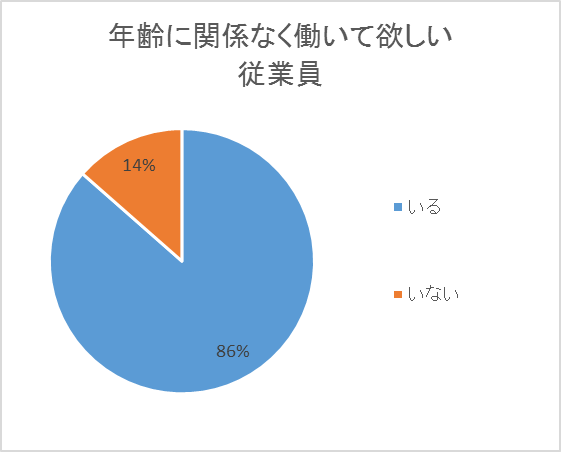 年齢に関係なく働いて欲しい
従業員
14%
いる
いない
86%